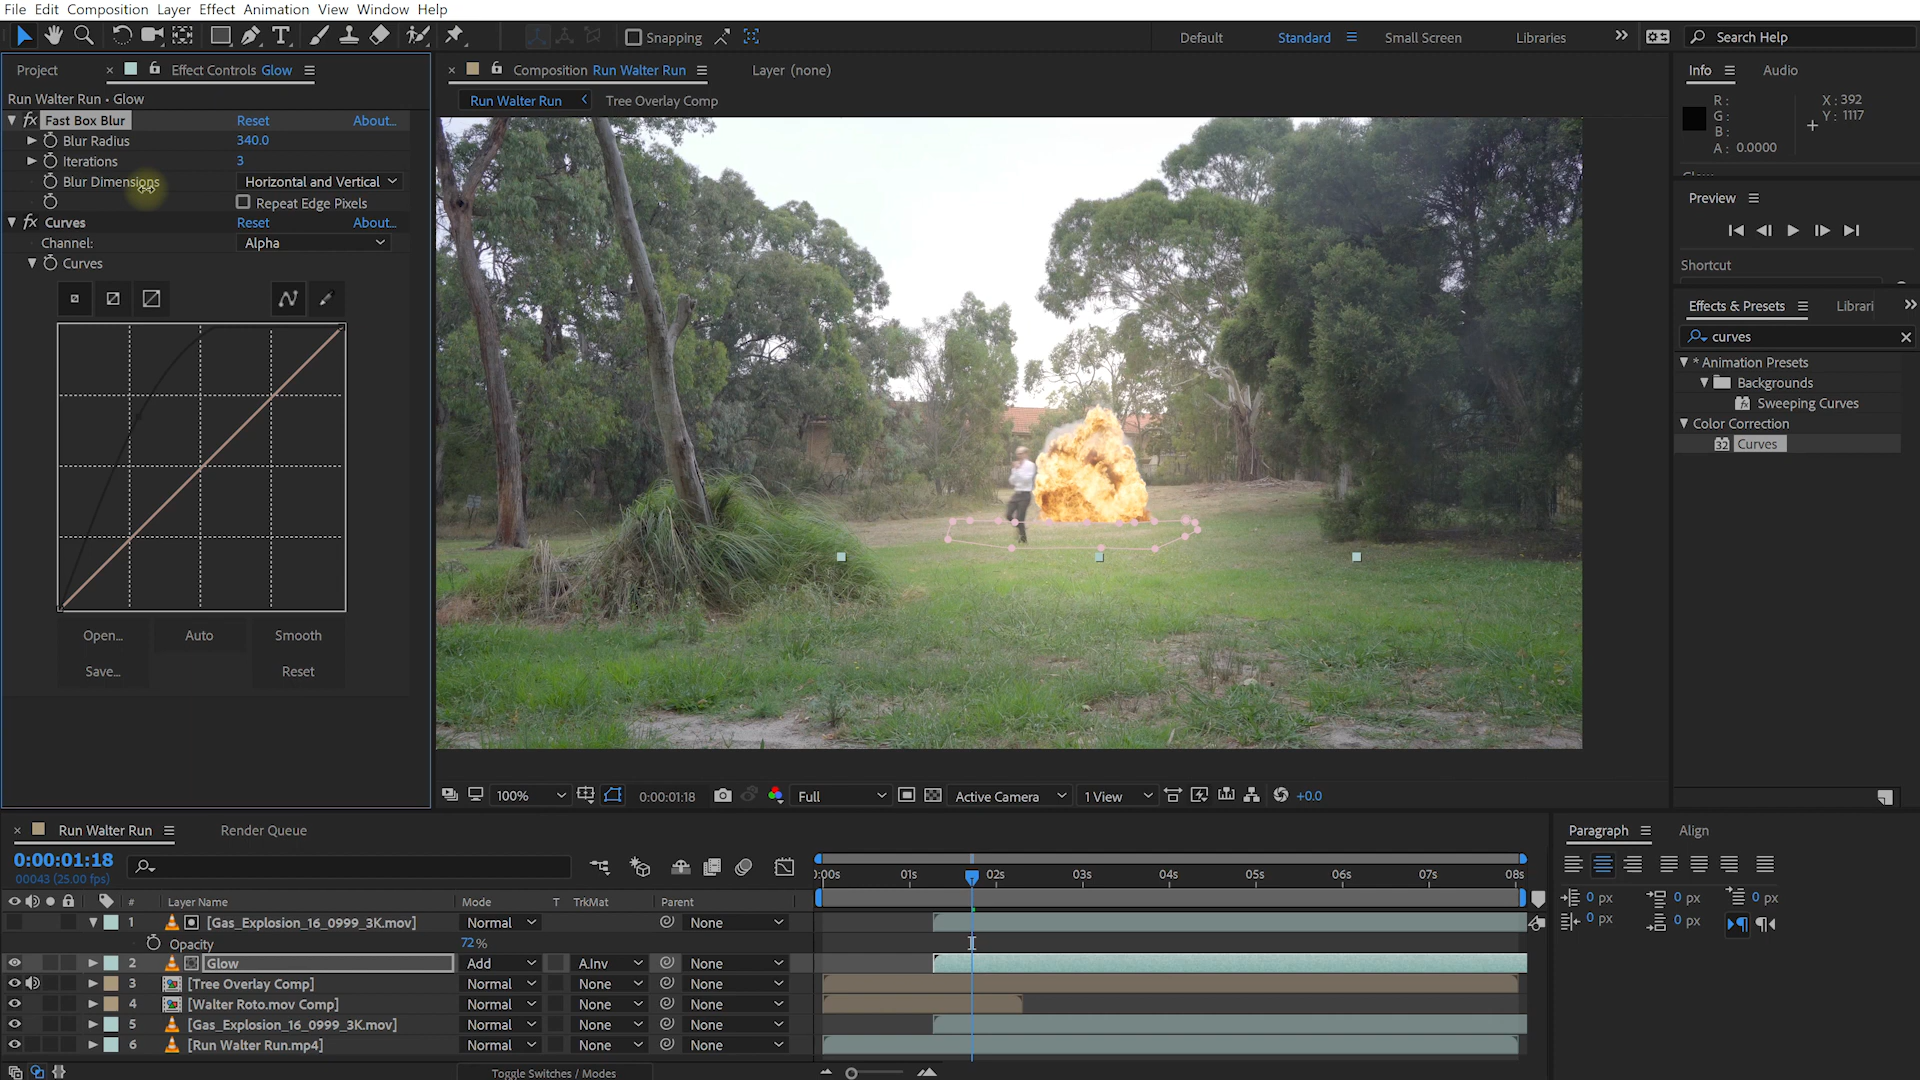 File Edit Composition Layer Effect Animation View Window Help
Snapping
Default Standard Small Screen Libraries
Search Help
Project Effect Controls Glow
Composition Run Walter Run Layer (none)
Info Audio
Run Walter Run • Glow
Run Walter Run Tree Overlay Comp
R: X: 392
G: Y: 1117
B:
A: 0.0000
Fast Box Blur Reset About...
Blur Radius 340.0
Iterations 3
Blur Dimensions Horizontal and Vertical
Repeat Edge Pixels
Curves Reset About...
Channel: Alpha
Curves
Preview
Shortcut
Effects & Presets Librari
curves
* Animation Presets
Backgrounds
Sweeping Curves
Color Correction
32 Curves
Open... Auto Smooth
Save... Reset
100% 0:00:01:18 Full Active Camera 1 View +0.0
Run Walter Run Render Queue
Paragraph Align
0:00:01:18
00043 (25.00 fps)
:00s 01s 02s 03s 04s 05s 06s 07s 08s
# Layer Name Mode T TrkMat Parent
0 px 0 px 0 px
0 px 0 px
1 [Gas_Explosion_16_0999_3K.mov] Normal None
Opacity 72%
2 Glow Add A.Inv None
3 [Tree Overlay Comp] Normal None None
4 [Walter Roto.mov Comp] Normal None None
5 [Gas_Explosion_16_0999_3K.mov] Normal None None
6 [Run Walter Run.mp4] Normal None None
Toggle Switches / Modes